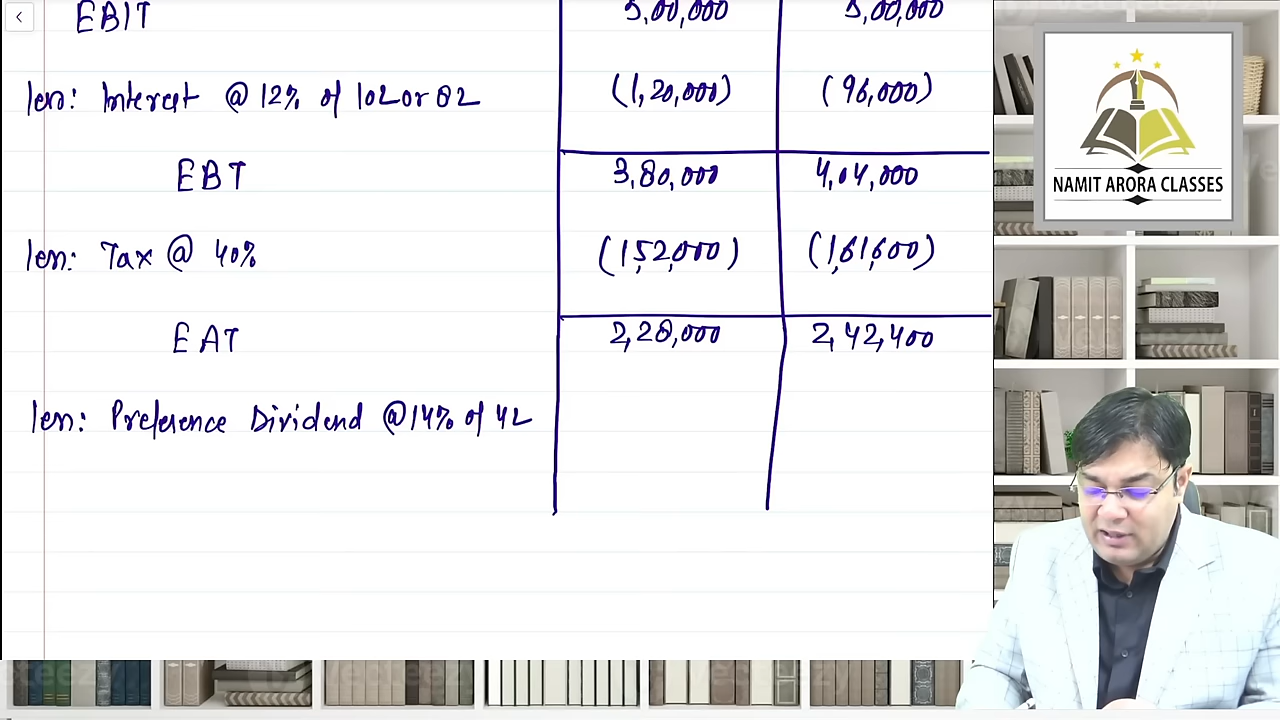 EBIT 5,00,000 5,00,000
Less: Interest @ 12% of 10L or 8L (1,20,000) (96,000)
EBT 3,80,000 4,04,000
Less: Tax @ 40% (1,52,000) (1,61,600)
EAT 2,28,000 2,42,400
Less: Preference Dividend @14% of 4L
NAMIT ARORA CLASSES